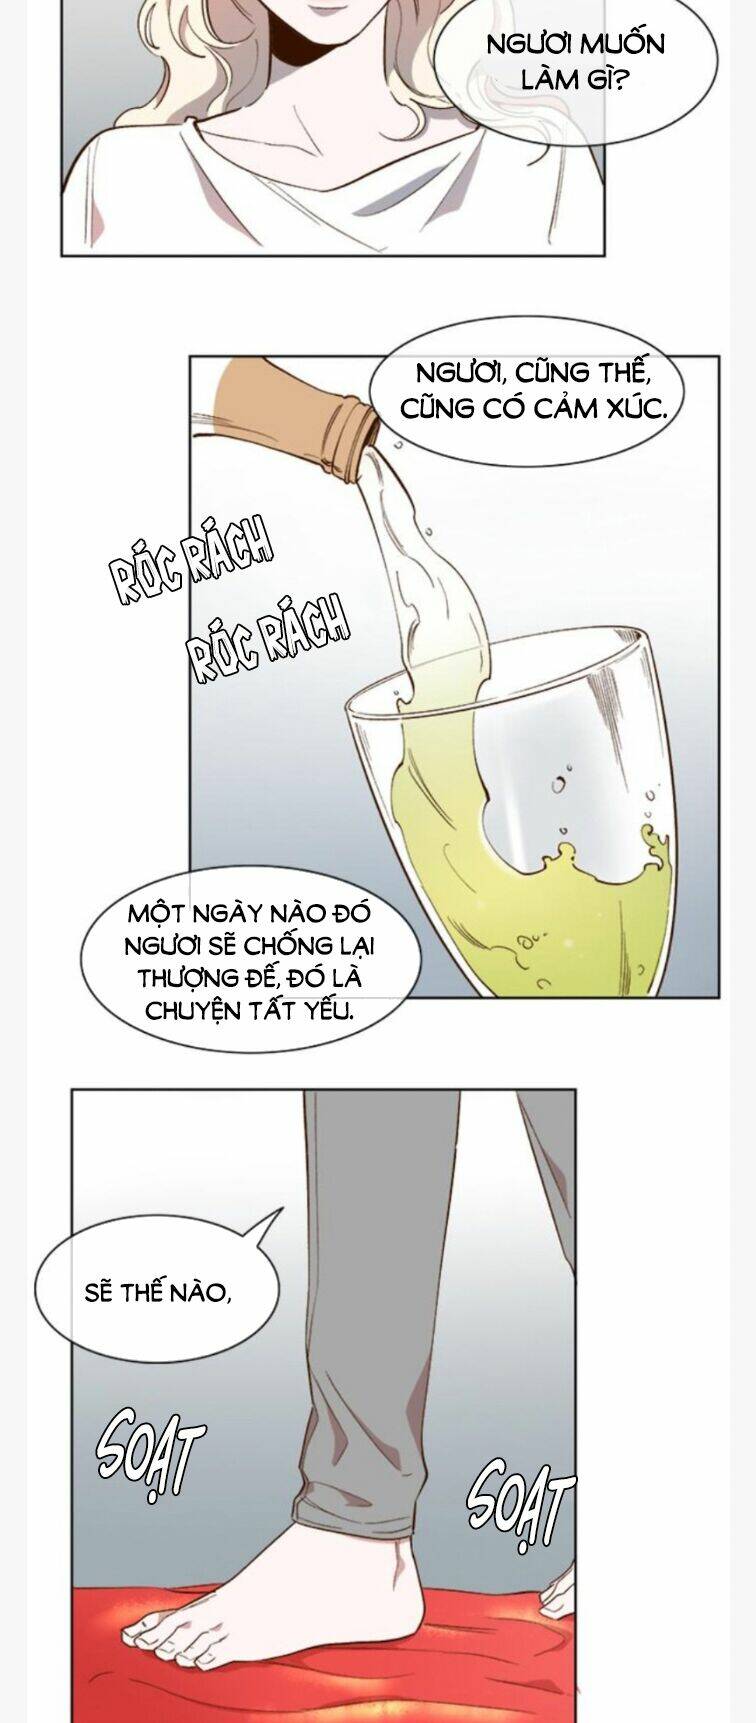 NGƯƠI MUỐN
LÀM GÌ?
NGƯƠI, CŨNG THẾ,
CŨNG CÓ CẢM XÚC.
RÓC RÁCH
RÓC RÁCH
MỘT NGÀY NÀO ĐÓ
NGƯƠI SẼ CHỐNG LẠI
THƯỢNG ĐẾ, ĐÓ LÀ
CHUYỆN TẤT YẾU.
SẼ THẾ NÀO,
SOẠT
SOẠT